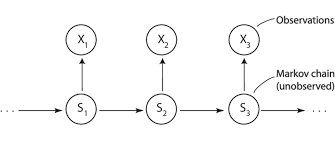 Observations
X1 X2 X3
Markov chain
(unobserved)
... S1 S2 S3 ...